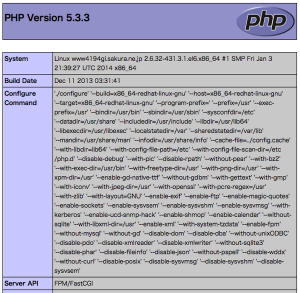 PHP Version 5.3.3
php
System
Linux www4194gi.sakura.ne.jp 2.6.32-431.3.1.el6.x86_64 #1 SMP Fri Jan 3
21:39:27 UTC 2014 x86_64
Build Date
Dec 11 2013 03:31:41
Configure
Command
'./configure' '--build=x86_64-redhat-linux-gnu' '--host=x86_64-redhat-linux-gnu'
'--target=x86_64-redhat-linux-gnu' '--program-prefix=' '--prefix=/usr' '--exec-
prefix=/usr' '--bindir=/usr/bin' '--sbindir=/usr/sbin' '--sysconfdir=/etc'
'--datadir=/usr/share' '--includedir=/usr/include' '--libdir=/usr/lib64'
'--libexecdir=/usr/libexec' '--localstatedir=/var' '--sharedstatedir=/var/lib'
'--mandir=/usr/share/man' '--infodir=/usr/share/info' '--cache-file=../config.cache'
'--with-libdir=lib64' '--with-config-file-path=/etc' '--with-config-file-scan-dir=/etc
/php.d' '--disable-debug' '--with-pic' '--disable-rpath' '--without-pear' '--with-bz2'
'--with-exec-dir=/usr/bin' '--with-freetype-dir=/usr' '--with-png-dir=/usr' '--with-
xpm-dir=/usr' '--enable-gd-native-ttf' '--without-gdbm' '--with-gettext' '--with-gmp'
'--with-iconv' '--with-jpeg-dir=/usr' '--with-openssl' '--with-pcre-regex=/usr'
'--with-zlib' '--with-layout=GNU' '--enable-exif' '--enable-ftp' '--enable-magic-quotes'
'--enable-sockets' '--enable-sysvsem' '--enable-sysvshm' '--enable-sysvmsg' '--with-
kerberos' '--enable-ucd-snmp-hack' '--enable-shmop' '--enable-calendar' '--without-
sqlite' '--with-libxml-dir=/usr' '--enable-xml' '--with-system-tzdata' '--enable-fpm'
'--without-mysql' '--without-gd' '--disable-dom' '--disable-dba' '--without-unixODBC'
'--disable-pdo' '--disable-xmlreader' '--disable-xmlwriter' '--without-sqlite3'
'--disable-phar' '--disable-fileinfo' '--disable-json' '--without-pspell' '--disable-wddx'
'--without-curl' '--disable-posix' '--disable-sysvmsg' '--disable-sysvshm' '--disable-
sysvsem'
Server API
FPM/FastCGI